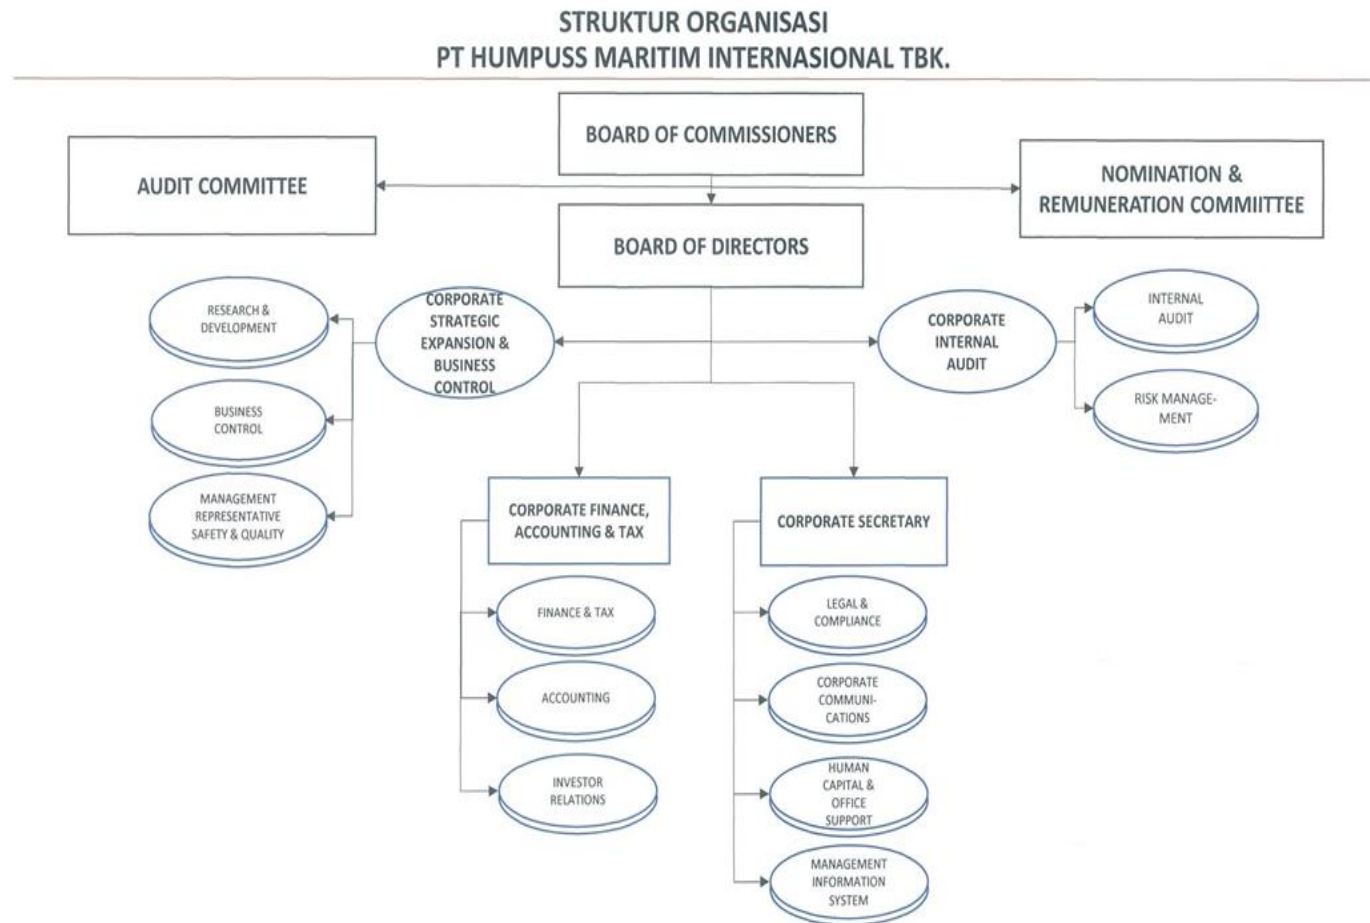 STRUKTUR ORGANISASI
PT HUMPUSS MARITIM INTERNASIONAL TBK.
BOARD OF COMMISSIONERS
AUDIT COMMITTEE
NOMINATION &
REMUNERATION COMMIITTEE
BOARD OF DIRECTORS
CORPORATE
STRATEGIC
EXPANSION &
BUSINESS
CONTROL
RESEARCH &
DEVELOPMENT
BUSINESS
CONTROL
MANAGEMENT
REPRESENTATIVE
SAFETY & QUALITY
CORPORATE
INTERNAL
AUDIT
INTERNAL
AUDIT
RISK MANAGE-
MENT
CORPORATE FINANCE,
ACCOUNTING & TAX
FINANCE & TAX
ACCOUNTING
INVESTOR
RELATIONS
CORPORATE SECRETARY
LEGAL &
COMPLIANCE
CORPORATE
COMMUNI-
CATIONS
HUMAN
CAPITAL &
OFFICE
SUPPORT
MANAGEMENT
INFORMATION
SYSTEM